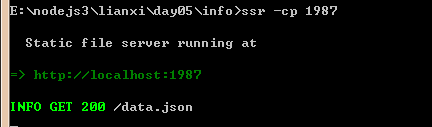 E:\nodejs3\lianxi\day05\info>ssr -cp 1987
Static file server running at
=> http://localhost:1987
INFO GET 200 /data.json